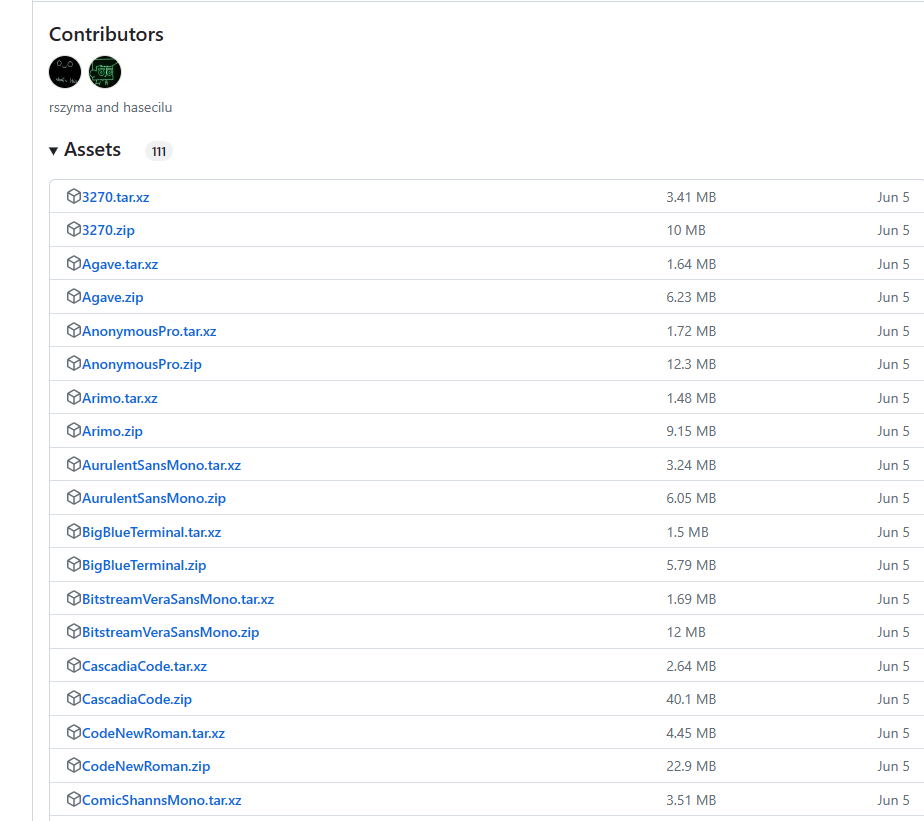 Contributors
rszyma and hasecilu
Assets 111
3270.tar.xz 3.41 MB Jun 5
3270.zip 10 MB Jun 5
Agave.tar.xz 1.64 MB Jun 5
Agave.zip 6.23 MB Jun 5
AnonymousPro.tar.xz 1.72 MB Jun 5
AnonymousPro.zip 12.3 MB Jun 5
Arimo.tar.xz 1.48 MB Jun 5
Arimo.zip 9.15 MB Jun 5
AurulentSansMono.tar.xz 3.24 MB Jun 5
AurulentSansMono.zip 6.05 MB Jun 5
BigBlueTerminal.tar.xz 1.5 MB Jun 5
BigBlueTerminal.zip 5.79 MB Jun 5
BitstreamVeraSansMono.tar.xz 1.69 MB Jun 5
BitstreamVeraSansMono.zip 12 MB Jun 5
CascadiaCode.tar.xz 2.64 MB Jun 5
CascadiaCode.zip 40.1 MB Jun 5
CodeNewRoman.tar.xz 4.45 MB Jun 5
CodeNewRoman.zip 22.9 MB Jun 5
ComicShannsMono.tar.xz 3.51 MB Jun 5